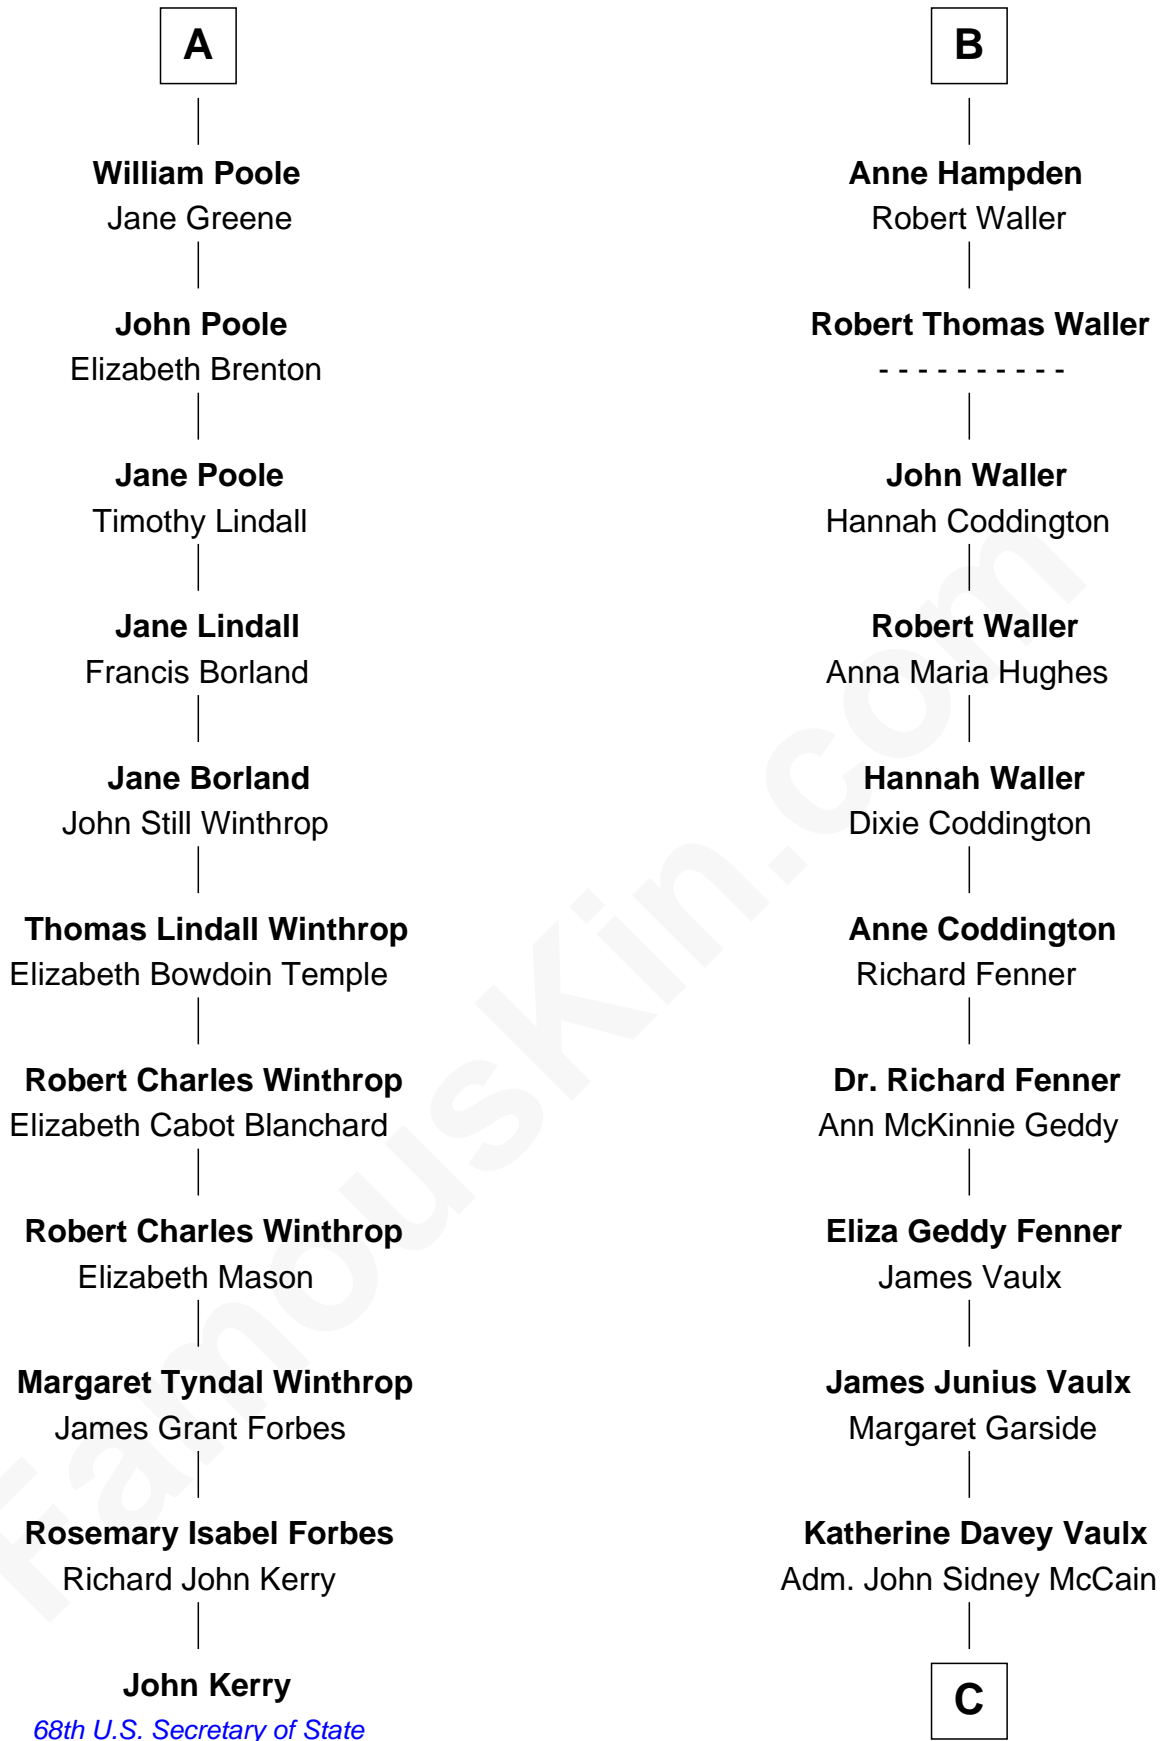 A
William Poole
Jane Greene
John Poole
Elizabeth Brenton
Jane Poole
Timothy Lindall
Jane Lindall
Francis Borland
Jane Borland
John Still Winthrop
Thomas Lindall Winthrop
Elizabeth Bowdoin Temple
Robert Charles Winthrop
Elizabeth Cabot Blanchard
Robert Charles Winthrop
Elizabeth Mason
Margaret Tyndal Winthrop
James Grant Forbes
Rosemary Isabel Forbes
Richard John Kerry
John Kerry
68th U.S. Secretary of State
B
Anne Hampden
Robert Waller
Robert Thomas Waller
- - - - - - - - - -
John Waller
Hannah Coddington
Robert Waller
Anna Maria Hughes
Hannah Waller
Dixie Coddington
Anne Coddington
Richard Fenner
Dr. Richard Fenner
Ann McKinnie Geddy
Eliza Geddy Fenner
James Vaulx
James Junius Vaulx
Margaret Garside
Katherine Davey Vaulx
Adm. John Sidney McCain
C
FamousKin.com